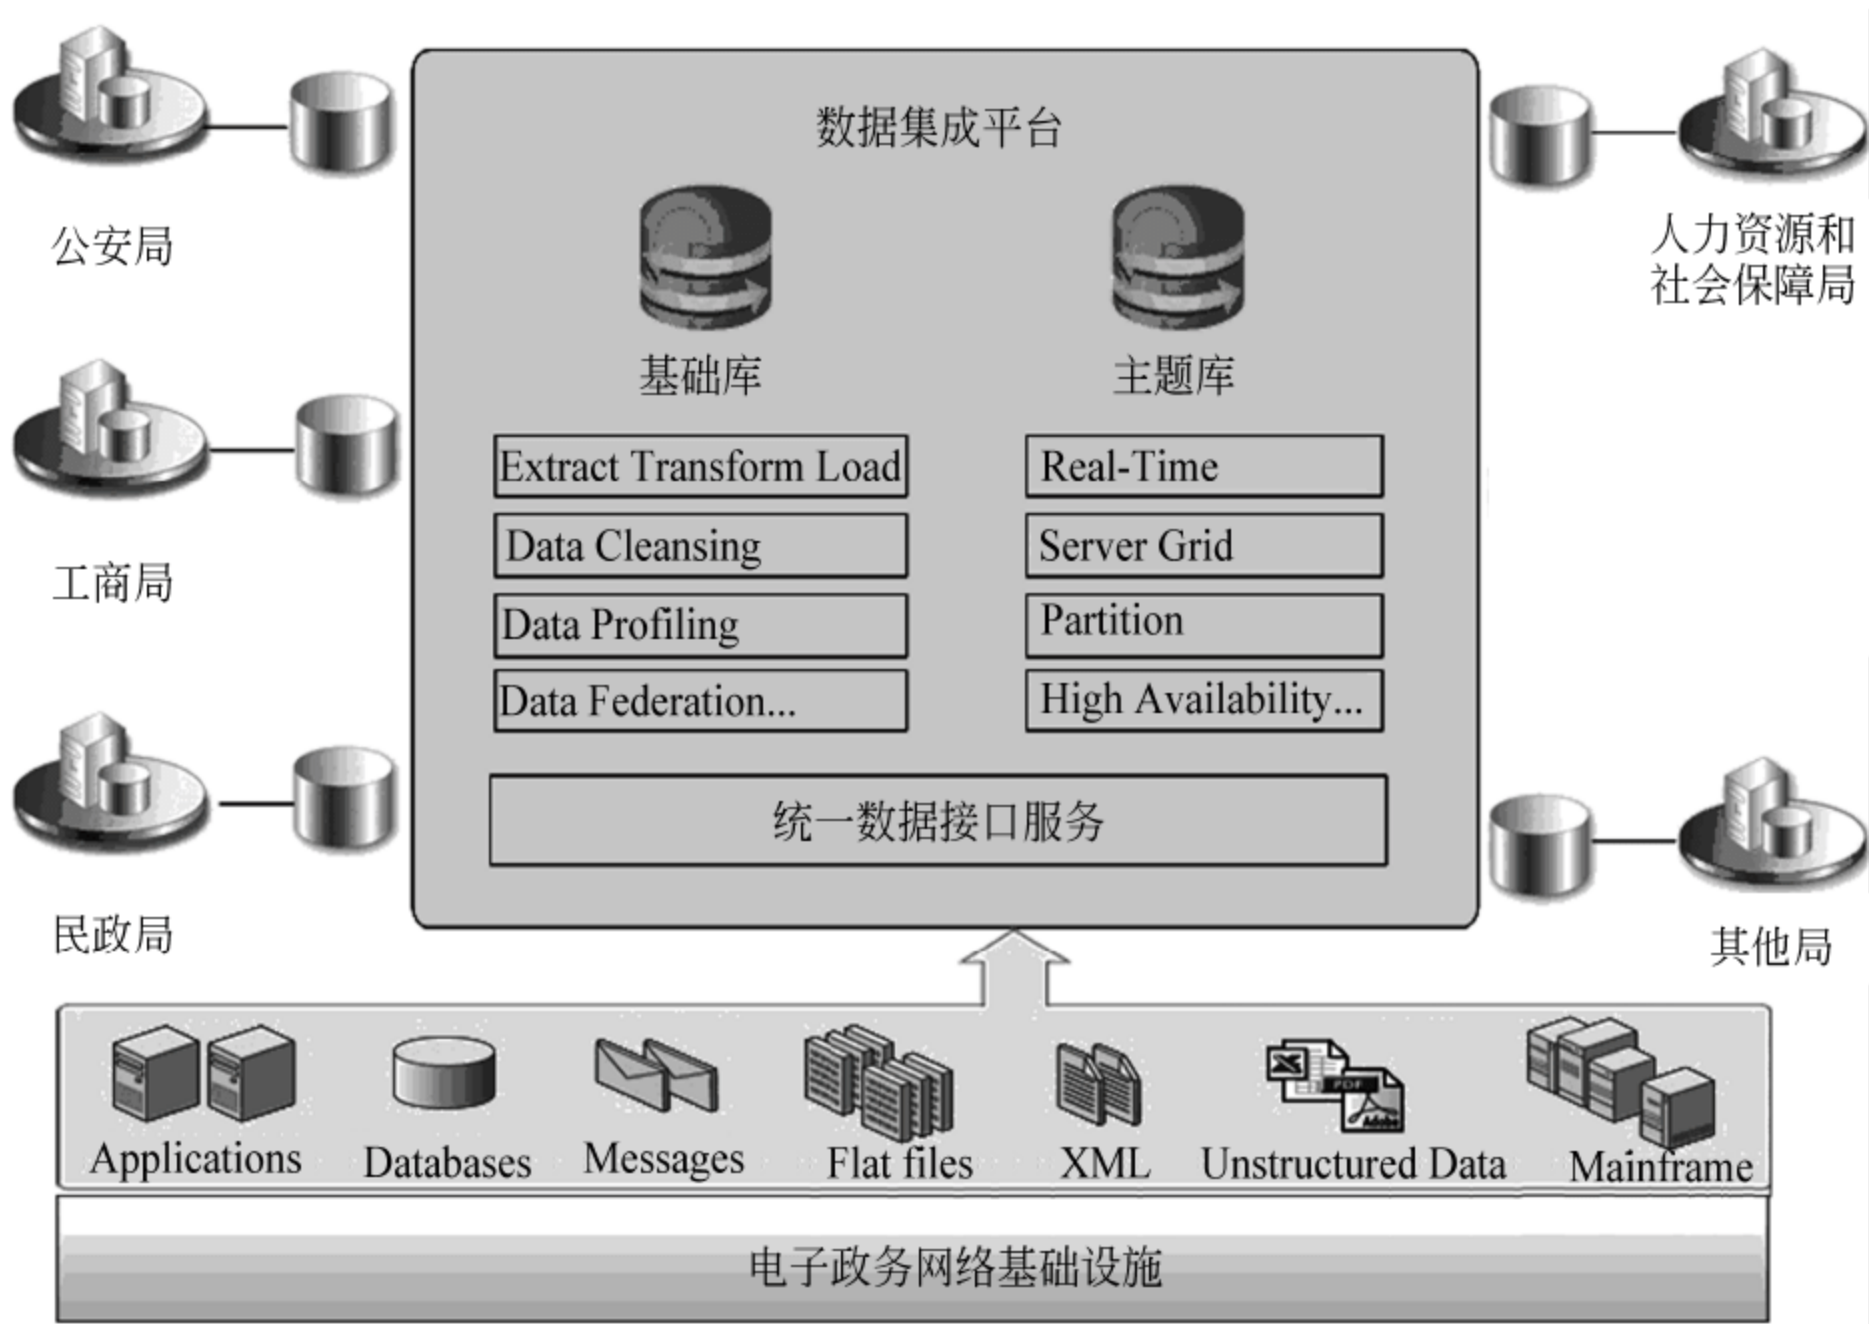 数据集成平台
公安局
人力资源和
社会保障局
基础库
主题库
Extract Transform Load
Real-Time
Data Cleansing
Server Grid
工商局
Data Profiling
Partition
Data Federation...
High Availability...
统一数据接口服务
民政局
其他局
PDF
Adobe
Applications
Databases
Messages
Flat files
XML
Unstructured Data
Mainframe
电子政务网络基础设施